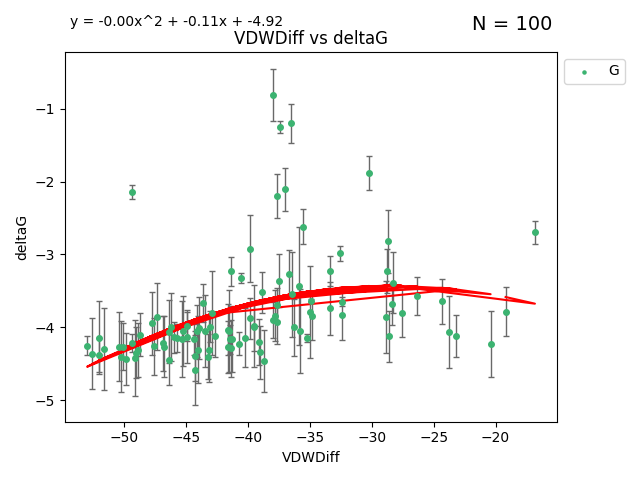 y = -0.00x^2 + -0.11x + -4.92
N = 100
VDWDiff vs deltaG
G
deltaG
−1
−2
−3
−4
−5
−50
−45
−40
−35
−30
−25
−20
VDWDiff